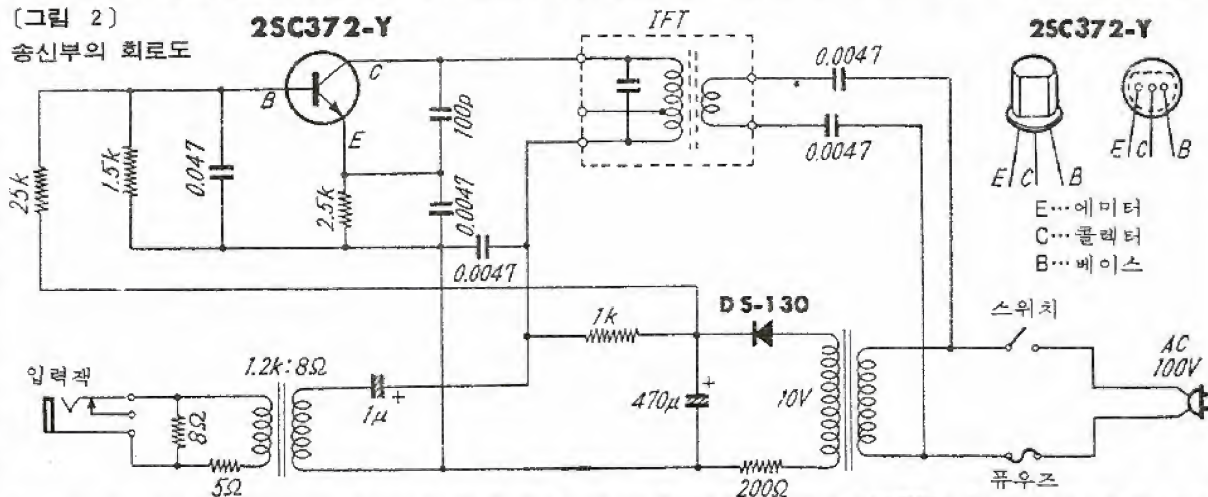 〔그림 2〕
송신부의 회로도
2SC372-Y
IFT
2SC372-Y
B
C
E
100p
0.0047
0.0047
25k
1.5k
0.047
2.5k
0.0047
0.0047
E C B
E C B
E…에미터
C…콜렉터
B…베이스
1k
DS-130
스위치
AC
100V
입력잭
1.2k:8Ω
8Ω
5Ω
1μ
+
470μ
+
10V
200Ω
퓨우즈